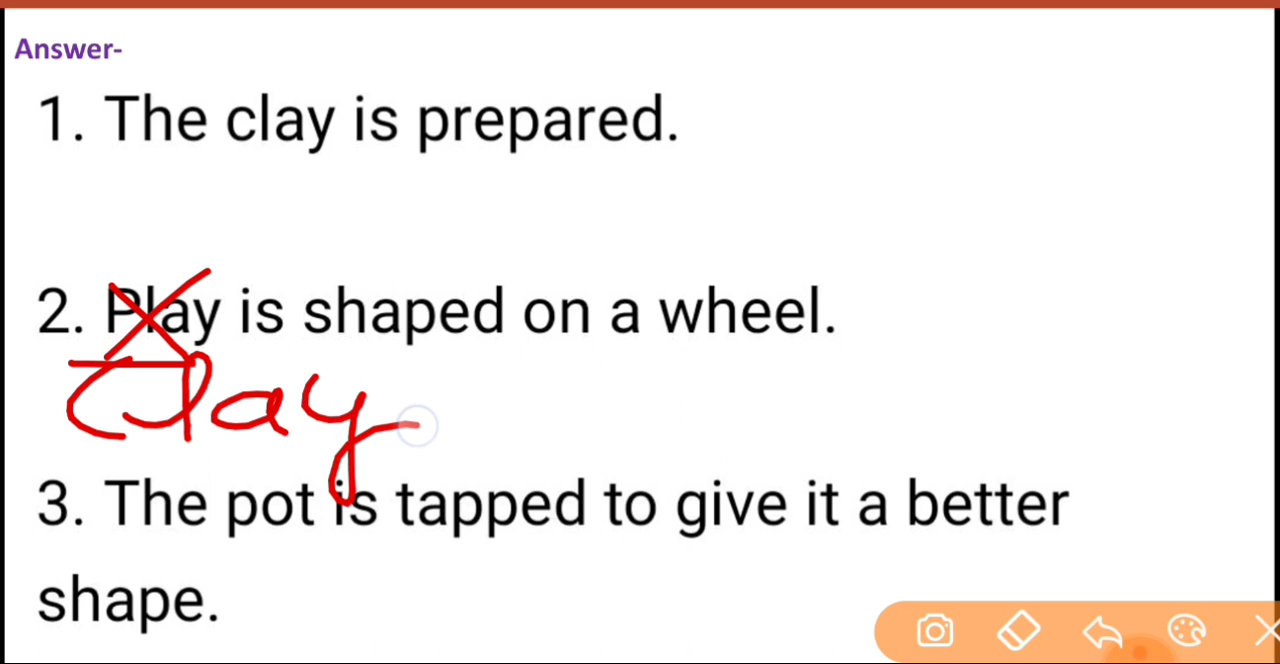 Answer-
1. The clay is prepared.
2. Play is shaped on a wheel.
Clay
3. The pot is tapped to give it a better
shape.